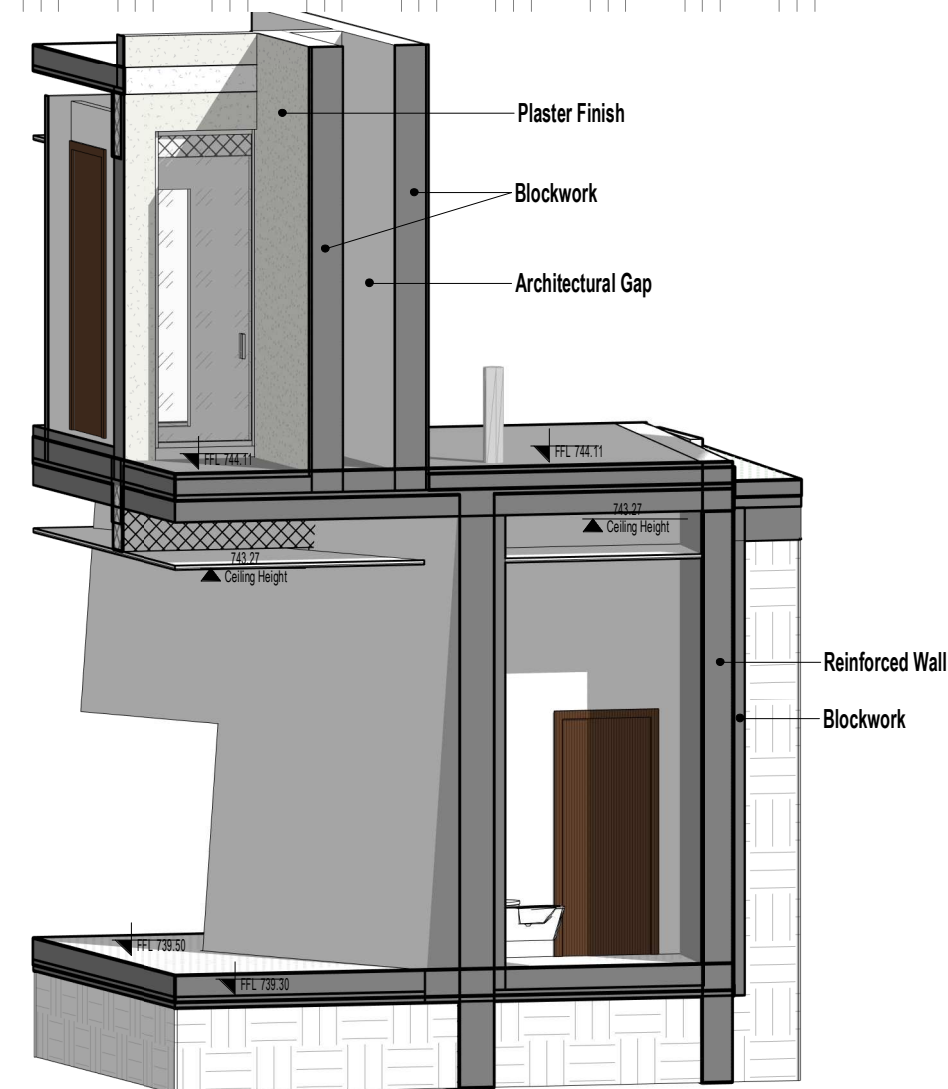 Plaster Finish
Blockwork
Architectural Gap
FFL 744.11
FFL 744.11
743.27
Ceiling Height
743.27
Ceiling Height
Reinforced Wall
Blockwork
FFL 739.50
FFL 739.30